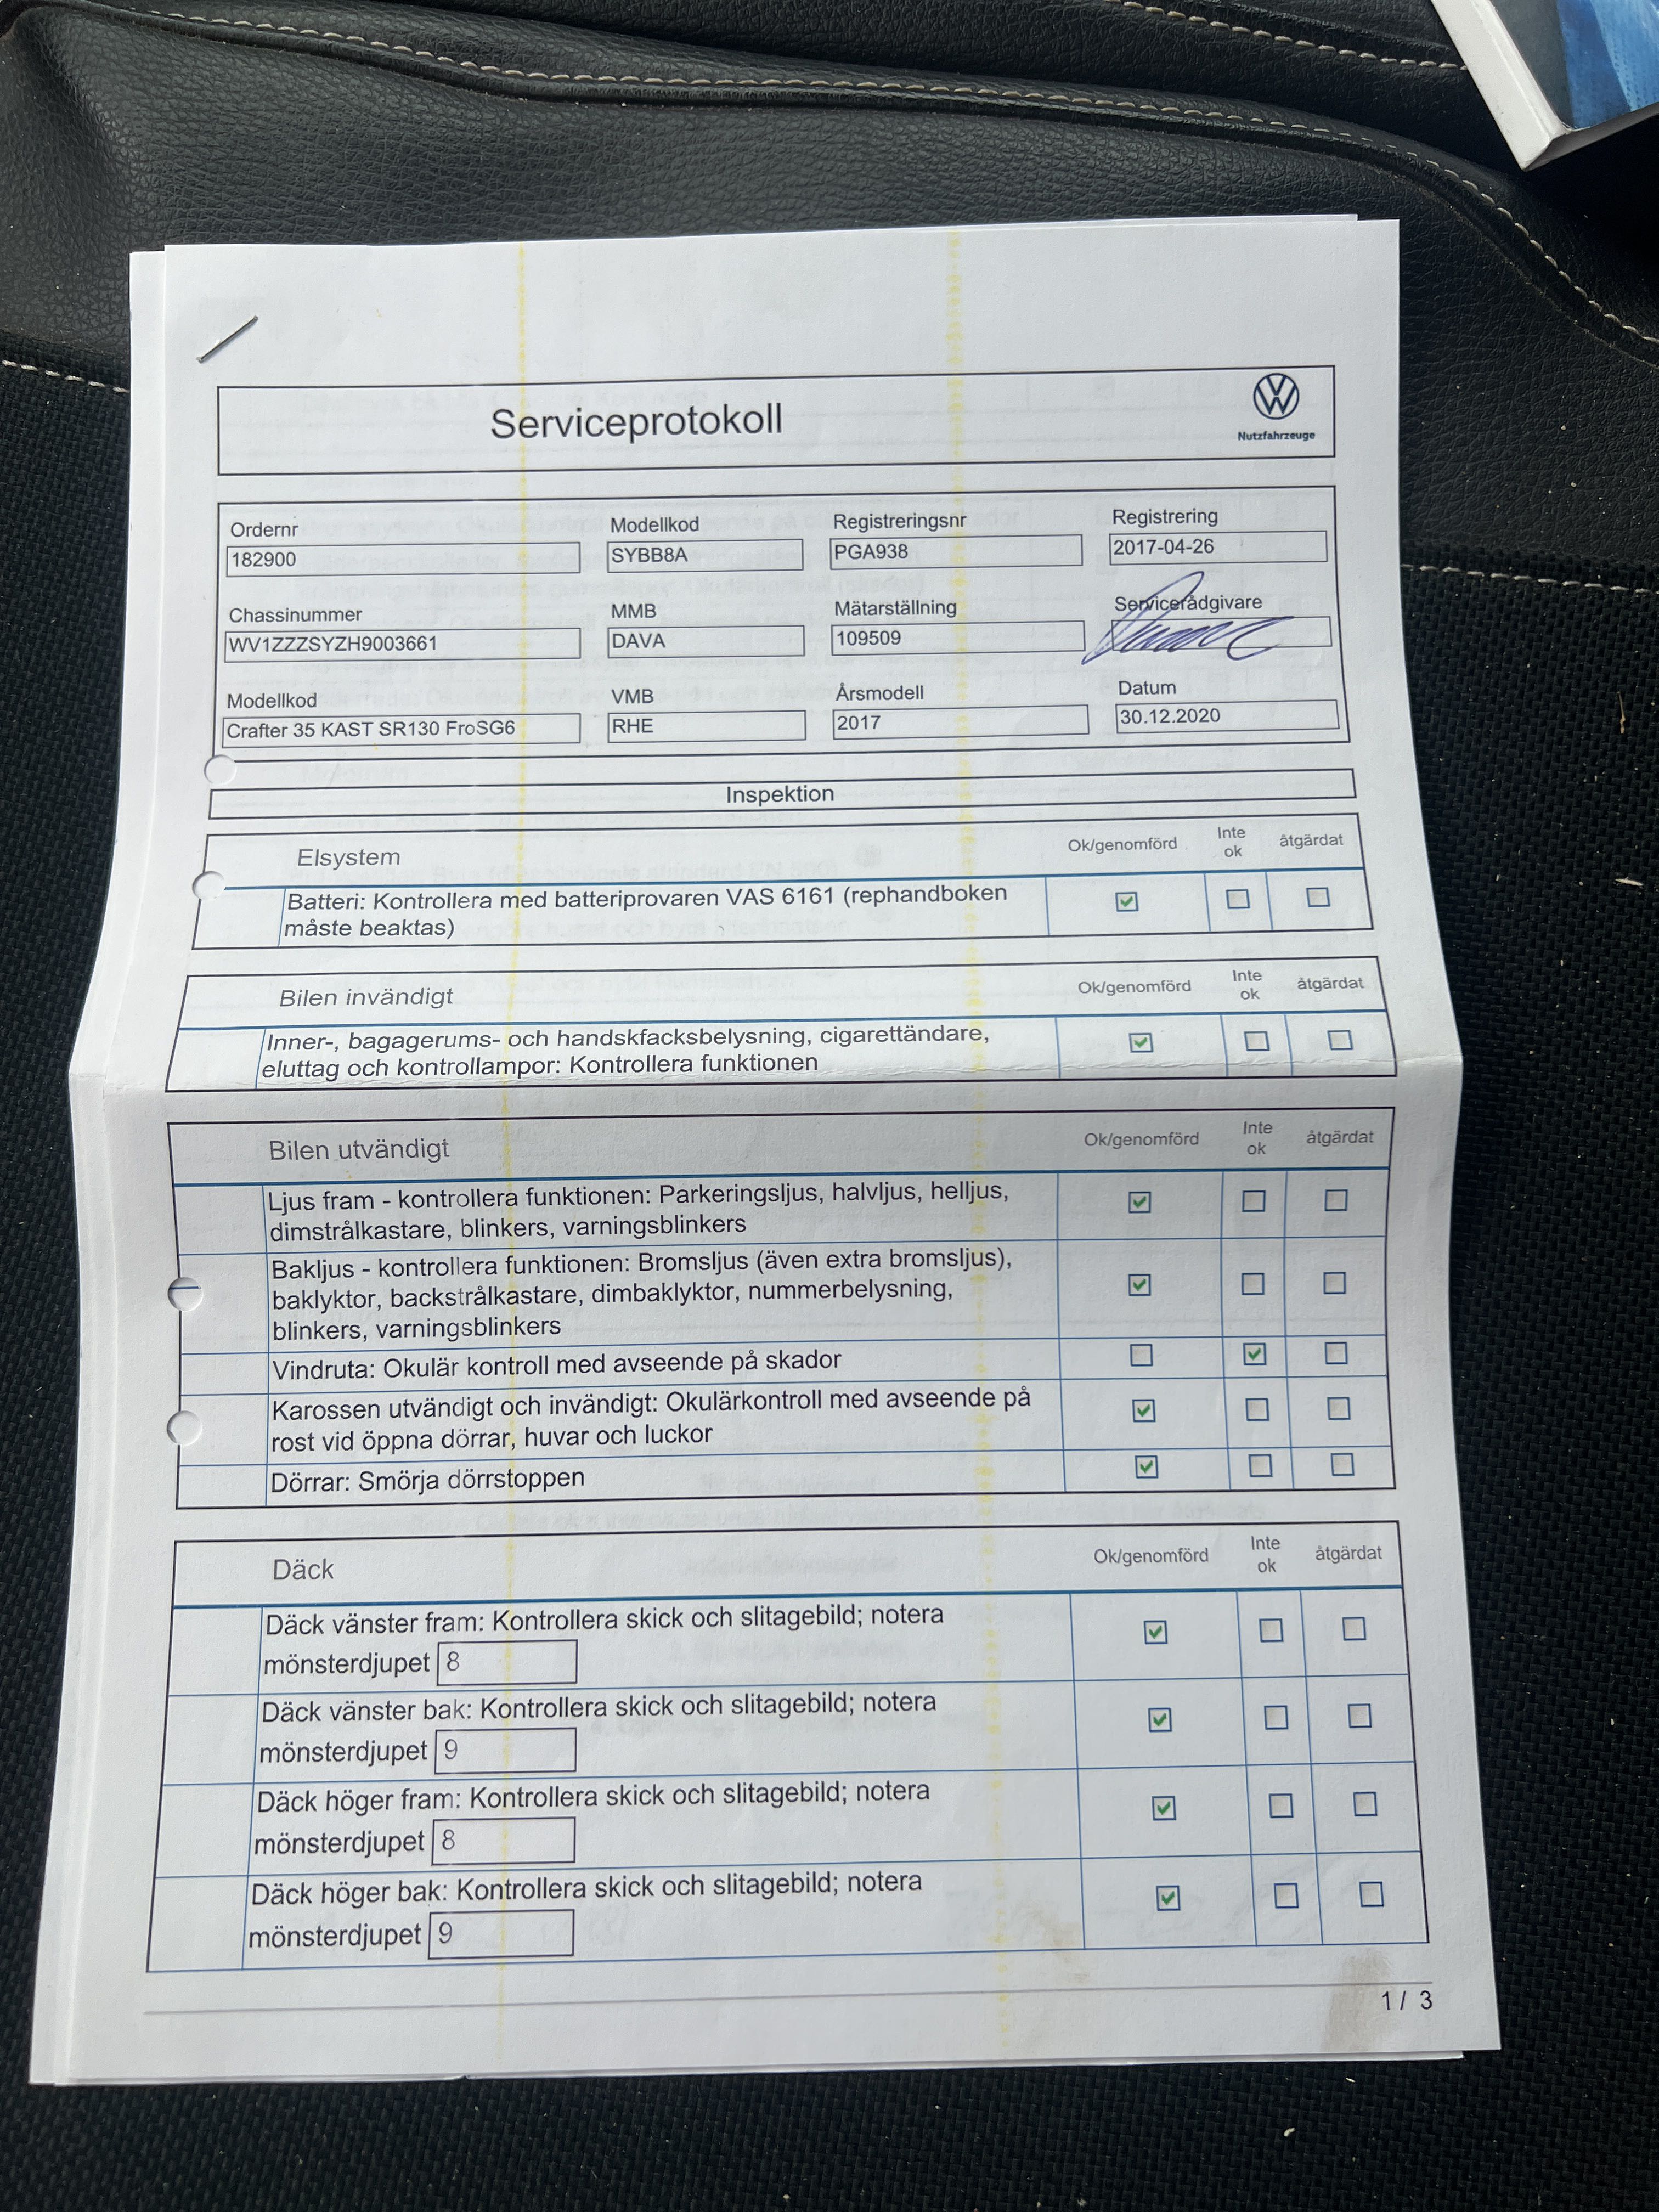 Serviceprotokoll
Nutzfahrzeuge
Ordernr Modellkod Registreringsnr Registrering
182900 SYBB8A PGA938 2017-04-26
Chassinummer MMB Mätarställning Servicerådgivare
WV1ZZZSYZH9003661 DAVA 109509
Modellkod VMB Årsmodell Datum
Crafter 35 KAST SR130 FroSG6 RHE 2017 30.12.2020
Inspektion
Elsystem Ok/genomförd Inte ok åtgärdat
Batteri: Kontrollera med batteriprovaren VAS 6161 (rephandboken
måste beaktas)
Bilen invändigt Ok/genomförd Inte ok åtgärdat
Inner-, bagagerums- och handskfacksbelysning, cigarettändare,
eluttag och kontrollampor: Kontrollera funktionen
Bilen utvändigt Ok/genomförd Inte ok åtgärdat
Ljus fram - kontrollera funktionen: Parkeringsljus, halvljus, helljus,
dimstrålkastare, blinkers, varningsblinkers
Bakljus - kontrollera funktionen: Bromsljus (även extra bromsljus),
baklyktor, backstrålkastare, dimbaklyktor, nummerbelysning,
blinkers, varningsblinkers
Vindruta: Okulär kontroll med avseende på skador
Karossen utvändigt och invändigt: Okulärkontroll med avseende på
rost vid öppna dörrar, huvar och luckor
Dörrar: Smörja dörrstoppen
Däck Ok/genomförd Inte ok åtgärdat
Däck vänster fram: Kontrollera skick och slitagebild; notera
mönsterdjupet 8
Däck vänster bak: Kontrollera skick och slitagebild; notera
mönsterdjupet 9
Däck höger fram: Kontrollera skick och slitagebild; notera
mönsterdjupet 8
Däck höger bak: Kontrollera skick och slitagebild; notera
mönsterdjupet 9
1 / 3